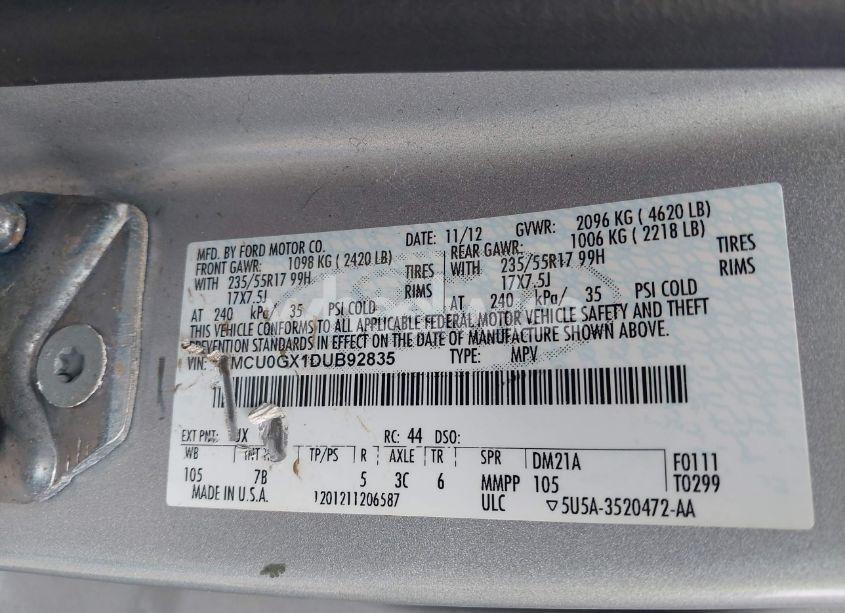 MFD. BY FORD MOTOR CO. DATE: 11/12 GVWR: 2096 KG ( 4620 LB)
FRONT GAWR: 1098 KG ( 2420 LB) REAR GAWR: 1006 KG ( 2218 LB)
WITH 235/55R17 99H TIRES WITH 235/55R17 99H TIRES
17X7.5J RIMS 17X7.5J RIMS
AT 240 kPa/ 35 PSI COLD AT 240 kPa/ 35 PSI COLD
THIS VEHICLE CONFORMS TO ALL APPLICABLE FEDERAL MOTOR VEHICLE SAFETY AND THEFT
PREVENTION STANDARDS IN EFFECT ON THE DATE OF MANUFACTURE SHOWN ABOVE.
VIN: MCU0GX1DUB92835 TYPE: MPV
EXT PNT: UX RC: 44 DSO:
WB INT TR TP/PS R AXLE TR SPR DM21A F0111
105 7B 5 3C 6 MMPP 105 T0299
MADE IN U.S.A. 1201211206587 ULC ▽5U5A-3520472-AA